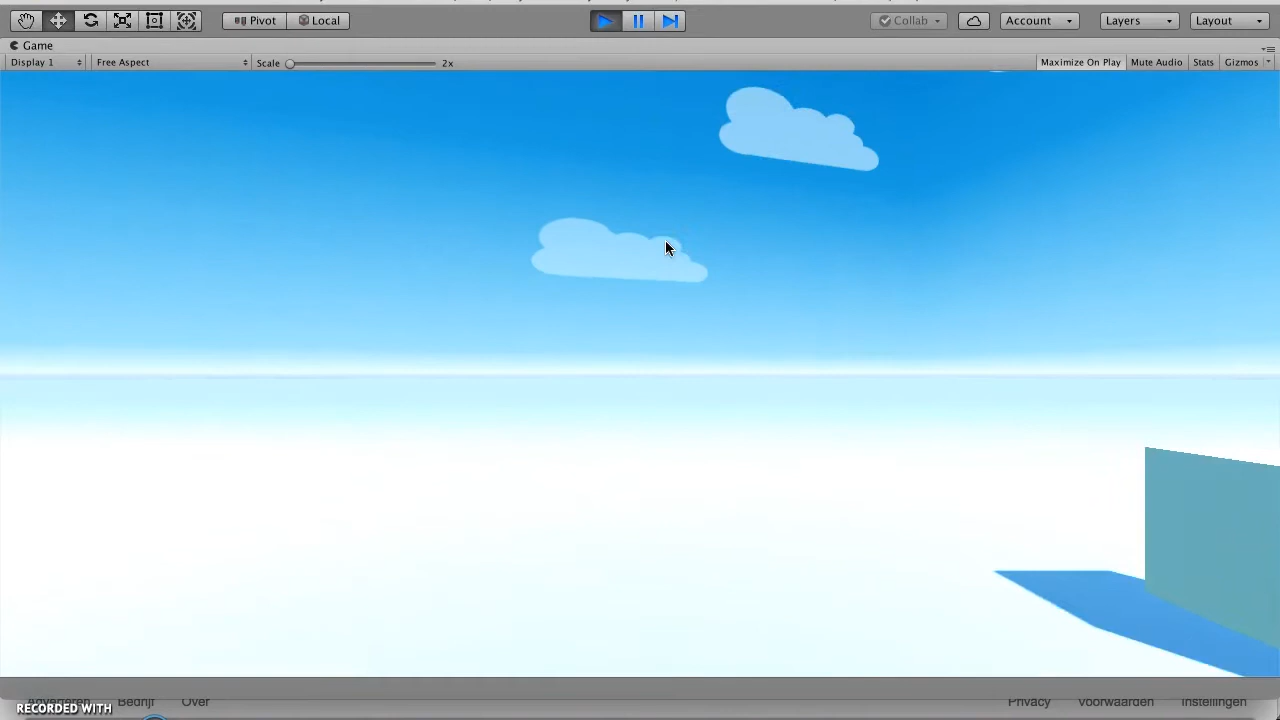 Pivot Local Collab Account Layers Layout
Game
Display 1 Free Aspect Scale 2x Maximize On Play Mute Audio Stats Gizmos
Adverteren Bedrijf Over Privacy Voorwaarden Instellingen
RECORDED WITH